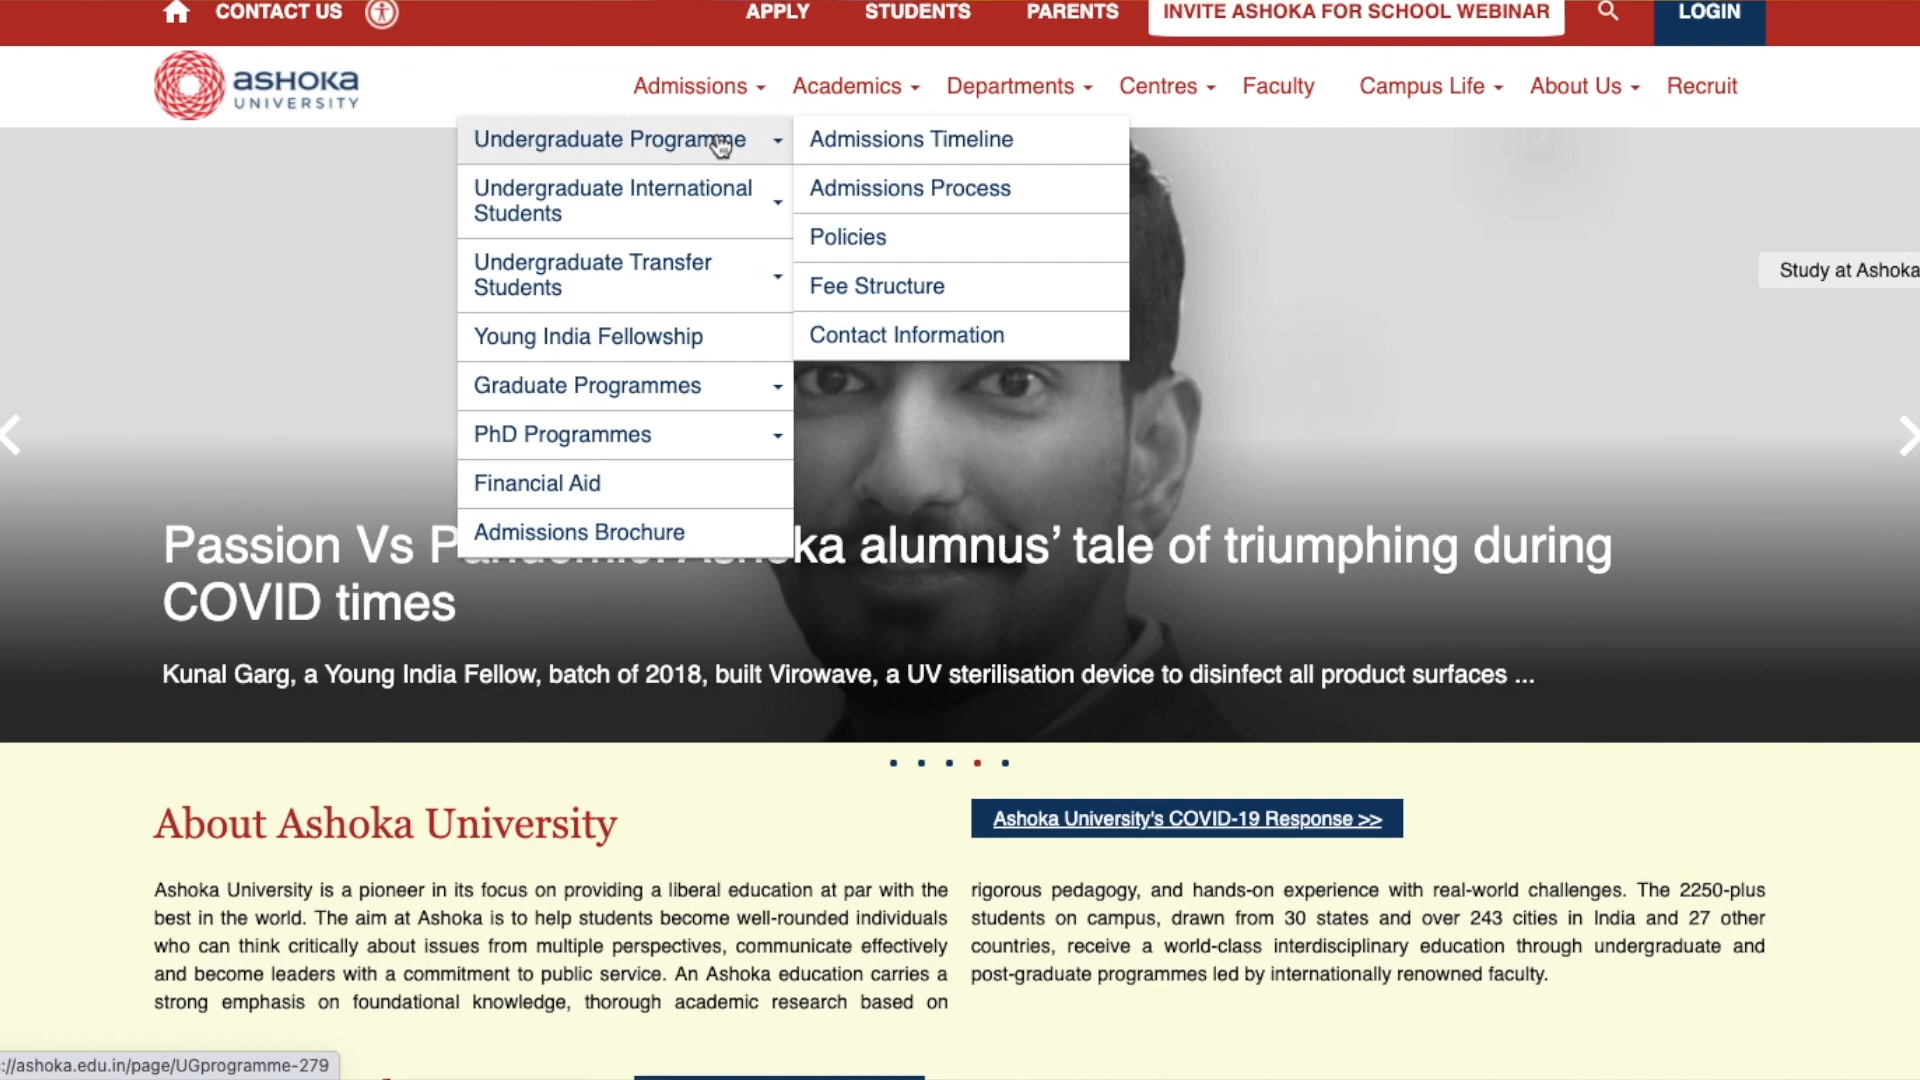 CONTACT US
APPLY
STUDENTS
PARENTS
INVITE ASHOKA FOR SCHOOL WEBINAR
LOGIN
ASHOKA
UNIVERSITY
Admissions
Academics
Departments
Centres
Faculty
Campus Life
About Us
Recruit
Undergraduate Programme
Undergraduate International
Students
Undergraduate Transfer
Students
Young India Fellowship
Graduate Programmes
PhD Programmes
Financial Aid
Admissions Brochure
Admissions Timeline
Admissions Process
Policies
Fee Structure
Contact Information
Study at Ashoka
Passion Vs P ka alumnus’ tale of triumphing during
COVID times
Kunal Garg, a Young India Fellow, batch of 2018, built Virowave, a UV sterilisation device to disinfect all product surfaces ...
About Ashoka University
Ashoka University's COVID-19 Response >>
Ashoka University is a pioneer in its focus on providing a liberal education at par with the
best in the world. The aim at Ashoka is to help students become well-rounded individuals
who can think critically about issues from multiple perspectives, communicate effectively
and become leaders with a commitment to public service. An Ashoka education carries a
strong emphasis on foundational knowledge, thorough academic research based on
rigorous pedagogy, and hands-on experience with real-world challenges. The 2250-plus
students on campus, drawn from 30 states and over 243 cities in India and 27 other
countries, receive a world-class interdisciplinary education through undergraduate and
post-graduate programmes led by internationally renowned faculty.
://ashoka.edu.in/page/UGprogramme-279